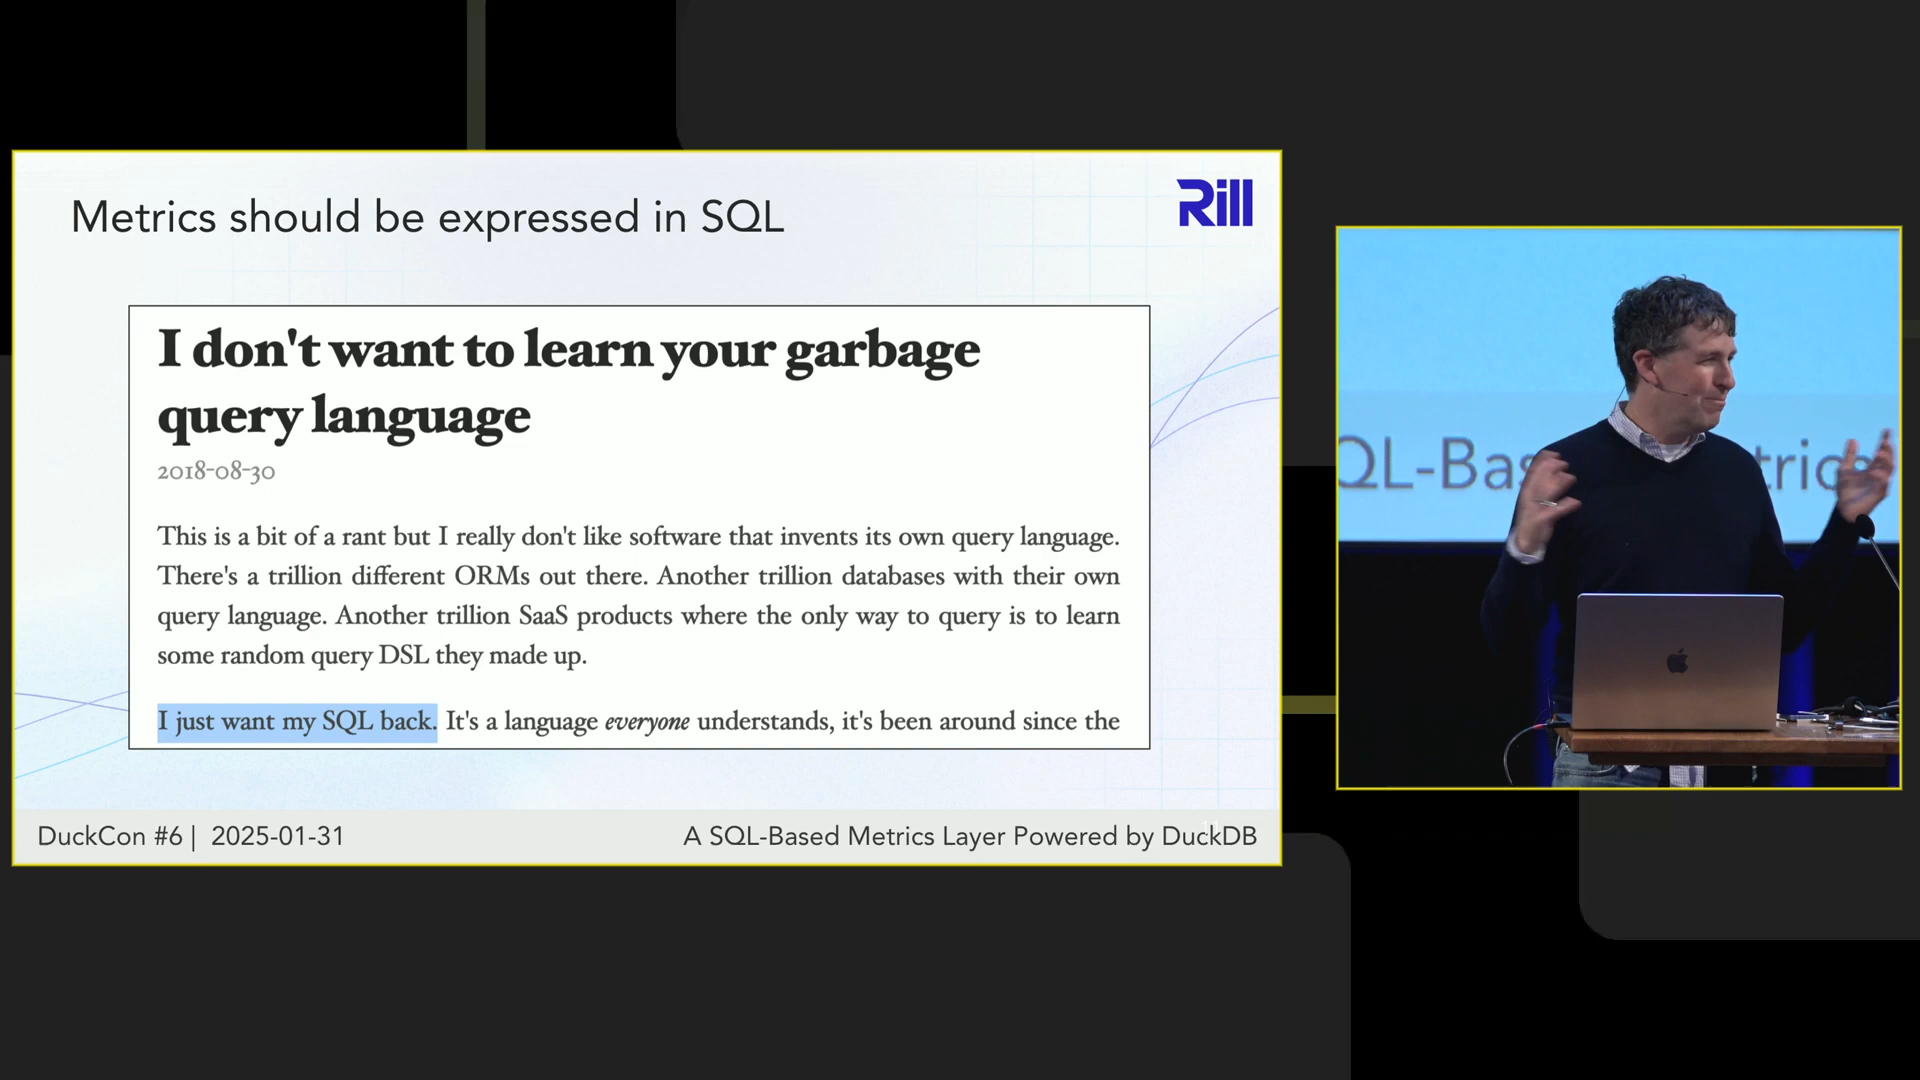 Metrics should be expressed in SQL
Rill
I don't want to learn your garbage
query language
2018-08-30
This is a bit of a rant but I really don't like software that invents its own query language.
There's a trillion different ORMs out there. Another trillion databases with their own
query language. Another trillion SaaS products where the only way to query is to learn
some random query DSL they made up.
I just want my SQL back. It's a language everyone understands, it's been around since the
DuckCon #6 | 2025-01-31
A SQL-Based Metrics Layer Powered by DuckDB
QL-Bas
trics